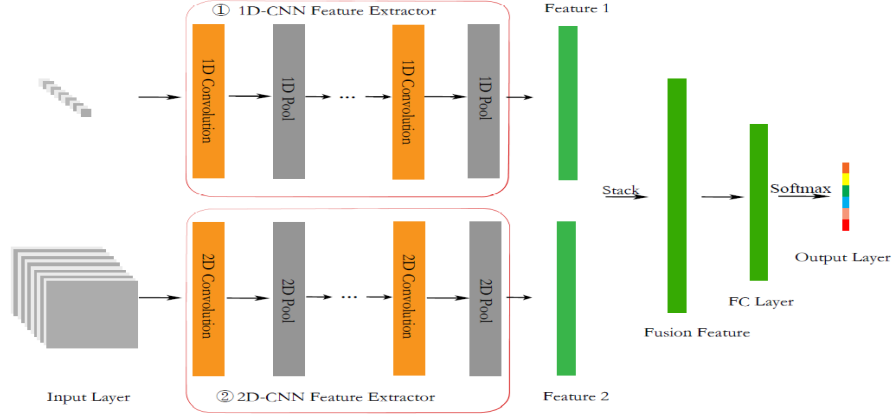 ① 1D-CNN Feature Extractor
Feature 1
1D Convolution
1D Pool
...
1D Convolution
1D Pool
Stack
Softmax
2D Convolution
2D Pool
...
2D Convolution
2D Pool
Output Layer
FC Layer
Fusion Feature
Input Layer
② 2D-CNN Feature Extractor
Feature 2